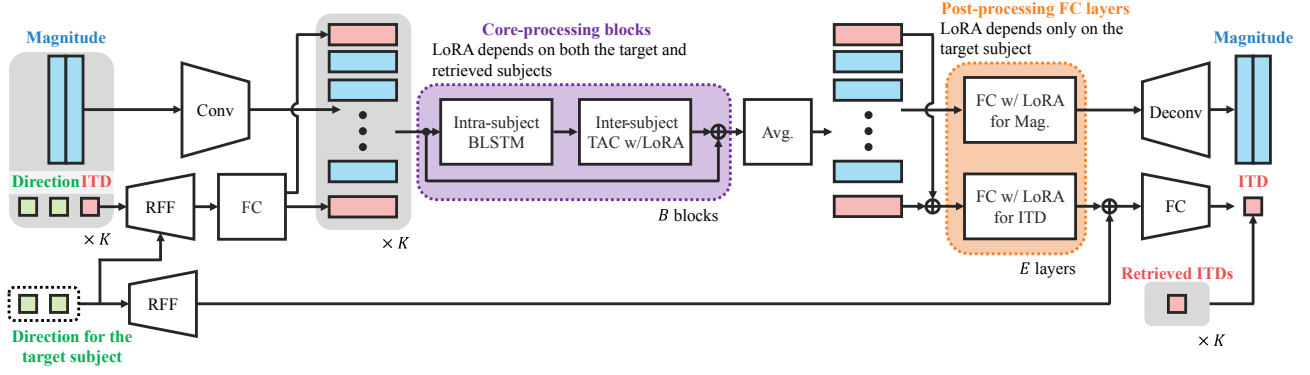 Magnitude
Conv
Direction ITD
RFF
FC
× K
× K
RFF
Direction for the
target subject
Core-processing blocks
LoRA depends on both the target and
retrieved subjects
Intra-subject
BLSTM
Inter-subject
TAC w/LoRA
B blocks
Avg.
Post-processing FC layers
LoRA depends only on the
target subject
FC w/ LoRA
for Mag.
FC w/ LoRA
for ITD
E layers
Magnitude
Deconv
ITD
FC
Retrieved ITDs
× K